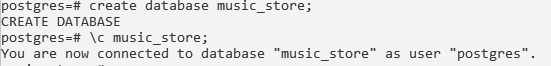 postgres=# create database music_store;
CREATE DATABASE
postgres=# \c music_store;
You are now connected to database "music_store" as user "postgres".